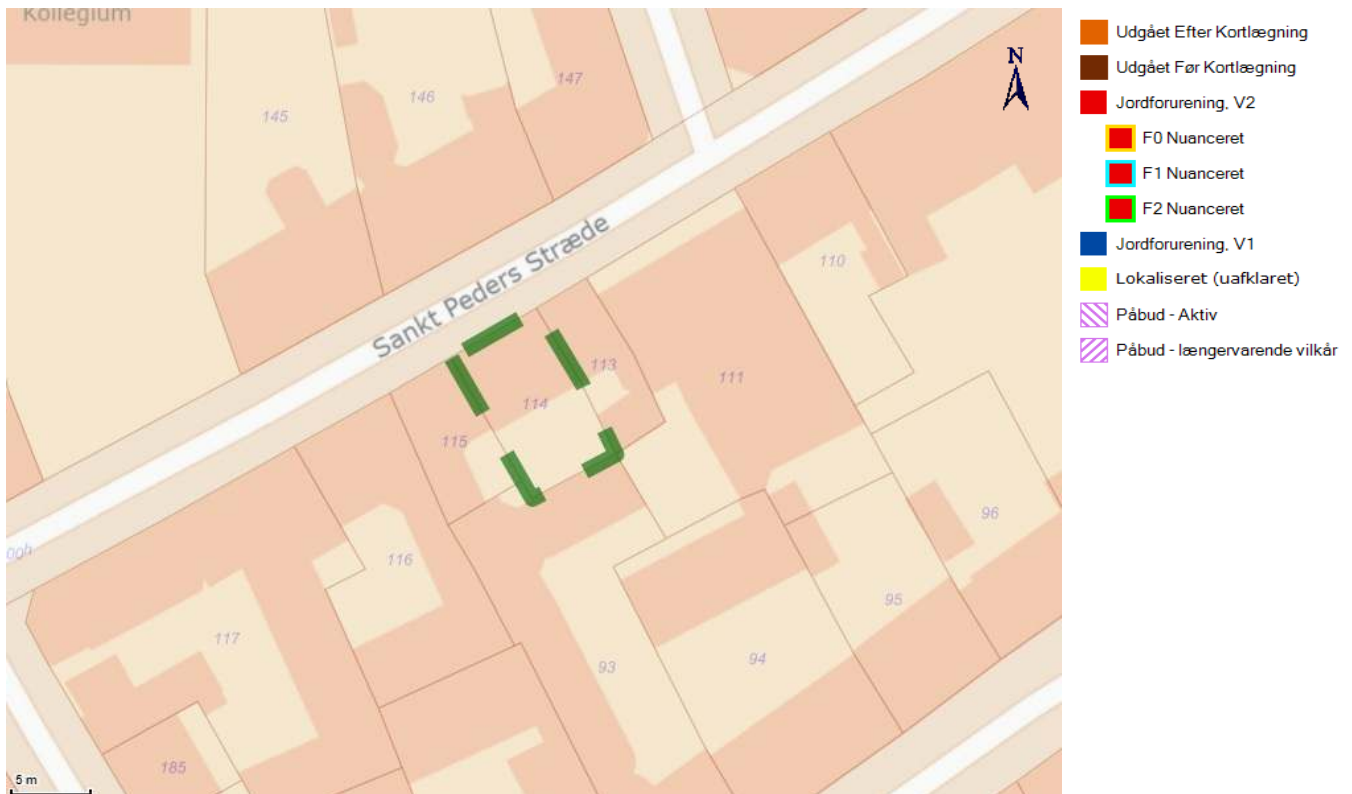 Kollegium
147
146
145
N
Sankt Peders Stræde
110
113
111
114
115
96
00h
116
95
117
94
93
185
5 m
Udgået Efter Kortlægning
Udgået Før Kortlægning
Jordforurening, V2
F0 Nuanceret
F1 Nuanceret
F2 Nuanceret
Jordforurening, V1
Lokaliseret (uafklaret)
Påbud - Aktiv
Påbud - længervarende vilkår